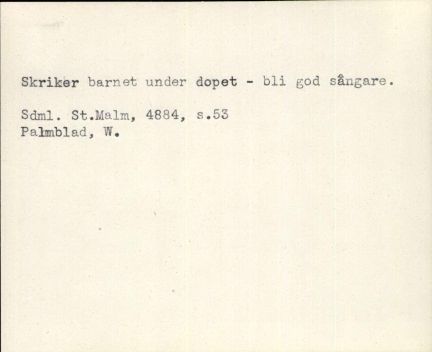 Skriker barnet under dopet - bli god sångare.
Sdml. St.Malm, 4884, s.53
Palmblad, W.